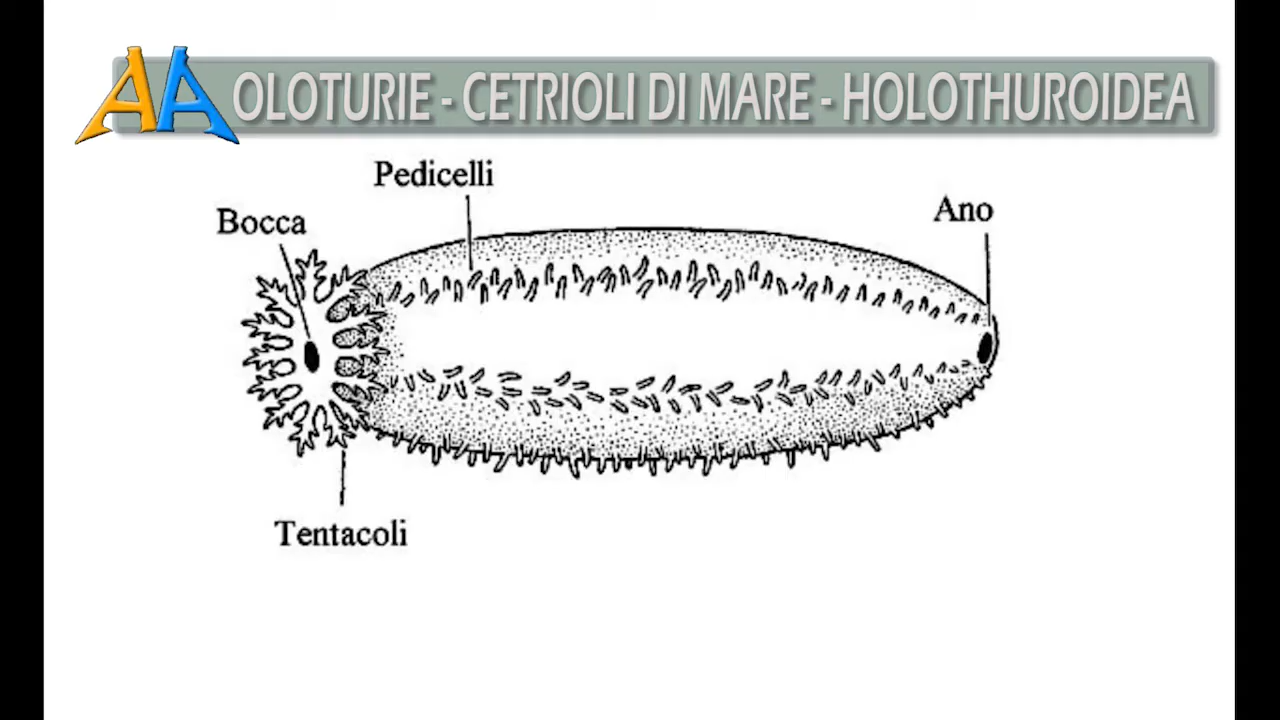 AA OLOTURIE - CETRIOLI DI MARE - HOLOTHUROIDEA
Pedicelli
Bocca
Ano
Tentacoli